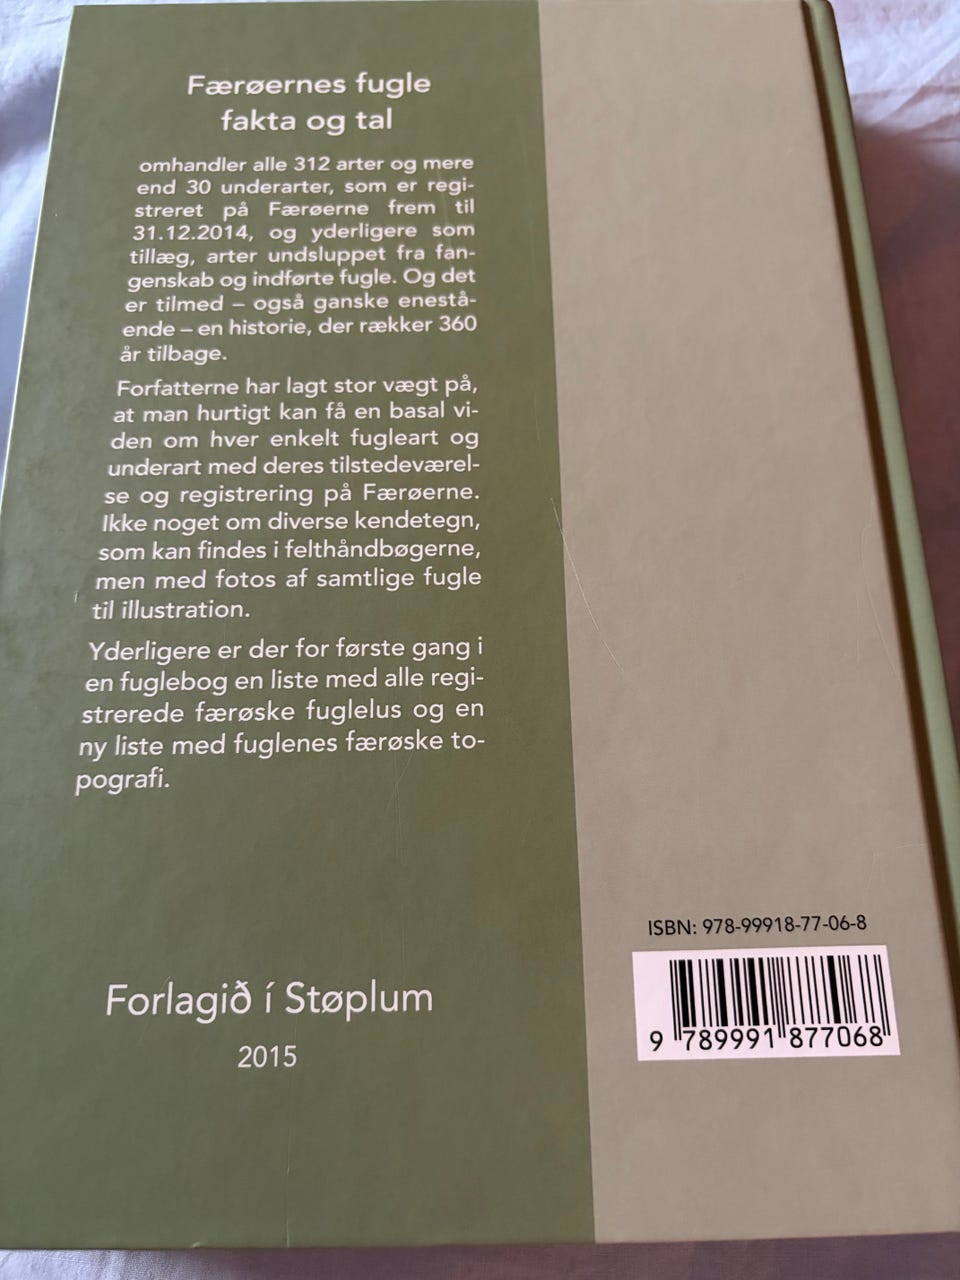 Færøernes fugle
fakta og tal
omhandler alle 312 arter og mere
end 30 underarter, som er regi-
streret på Færøerne frem til
31.12.2014, og yderligere som
tillæg, arter undsluppet fra fan-
genskab og indførte fugle. Og det
er tilmed – også ganske enestå-
ende – en historie, der rækker 360
år tilbage.
Forfatterne har lagt stor vægt på,
at man hurtigt kan få en basal vi-
den om hver enkelt fugleart og
underart med deres tilstedeværel-
se og registrering på Færøerne.
Ikke noget om diverse kendetegn,
som kan findes i felthåndbøgerne,
men med fotos af samtlige fugle
til illustration.
Yderligere er der for første gang i
en fuglebog en liste med alle regi-
strerede færøske fuglelus og en
ny liste med fuglenes færøske to-
pografi.
Forlagið í Støplum
2015
ISBN: 978-99918-77-06-8
9 789991 877068